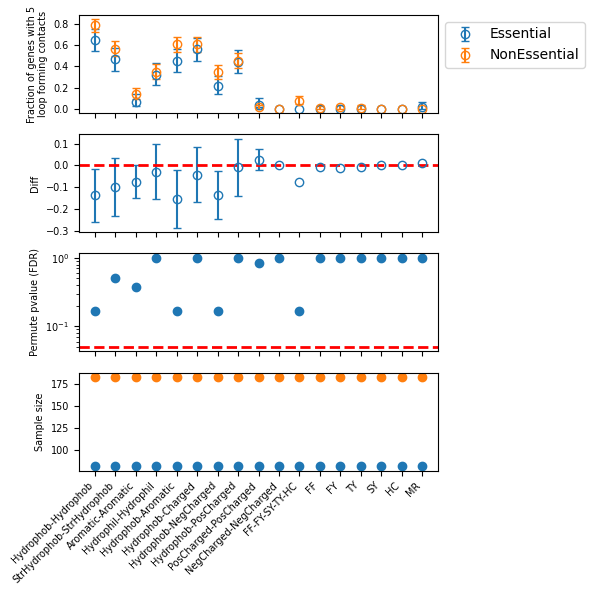 Fraction of genes with 5
loop forming contacts
0.8
0.6
0.4
0.2
0.0
Essential
NonEssential
Diff
0.1
0.0
−0.1
−0.2
−0.3
Permute pvalue (FDR)
10⁰
10⁻¹
Sample size
175
150
125
100
Hydrophob-Hydrophob
StrHydrophob-StrHydrophob
Aromatic-Aromatic
Hydrophil-Hydrophil
Hydrophob-Aromatic
Hydrophob-Charged
Hydrophob-NegCharged
Hydrophob-PosCharged
PosCharged-PosCharged
NegCharged-NegCharged
FF-FY-SY-TY-HC
FF
FY
TY
SY
HC
MR